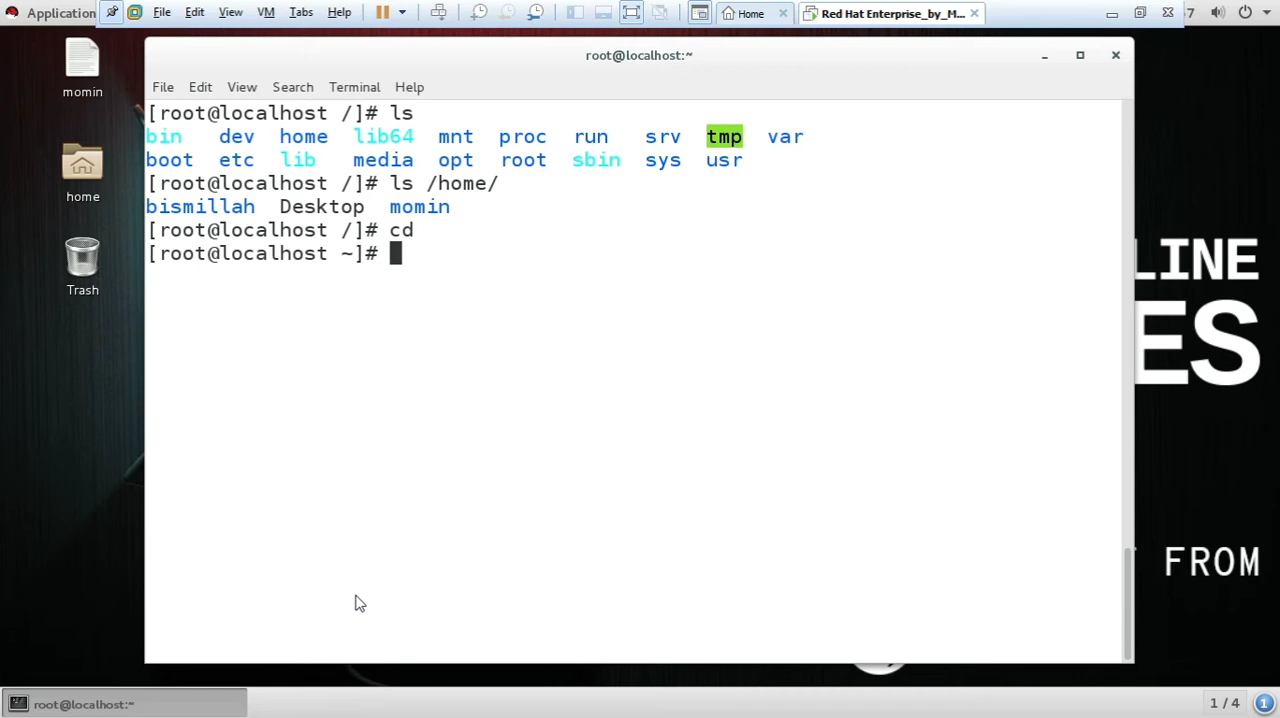 Application File Edit View VM Tabs Help Home Red Hat Enterprise_by_M... 7
root@localhost:~
File Edit View Search Terminal Help
[root@localhost /]# ls
bin dev home lib64 mnt proc run srv tmp var
boot etc lib media opt root sbin sys usr
[root@localhost /]# ls /home/
bismillah Desktop momin
[root@localhost /]# cd
[root@localhost ~]#
momin
home
Trash
LINE
ES
FROM
root@localhost:~ 1 / 4 1